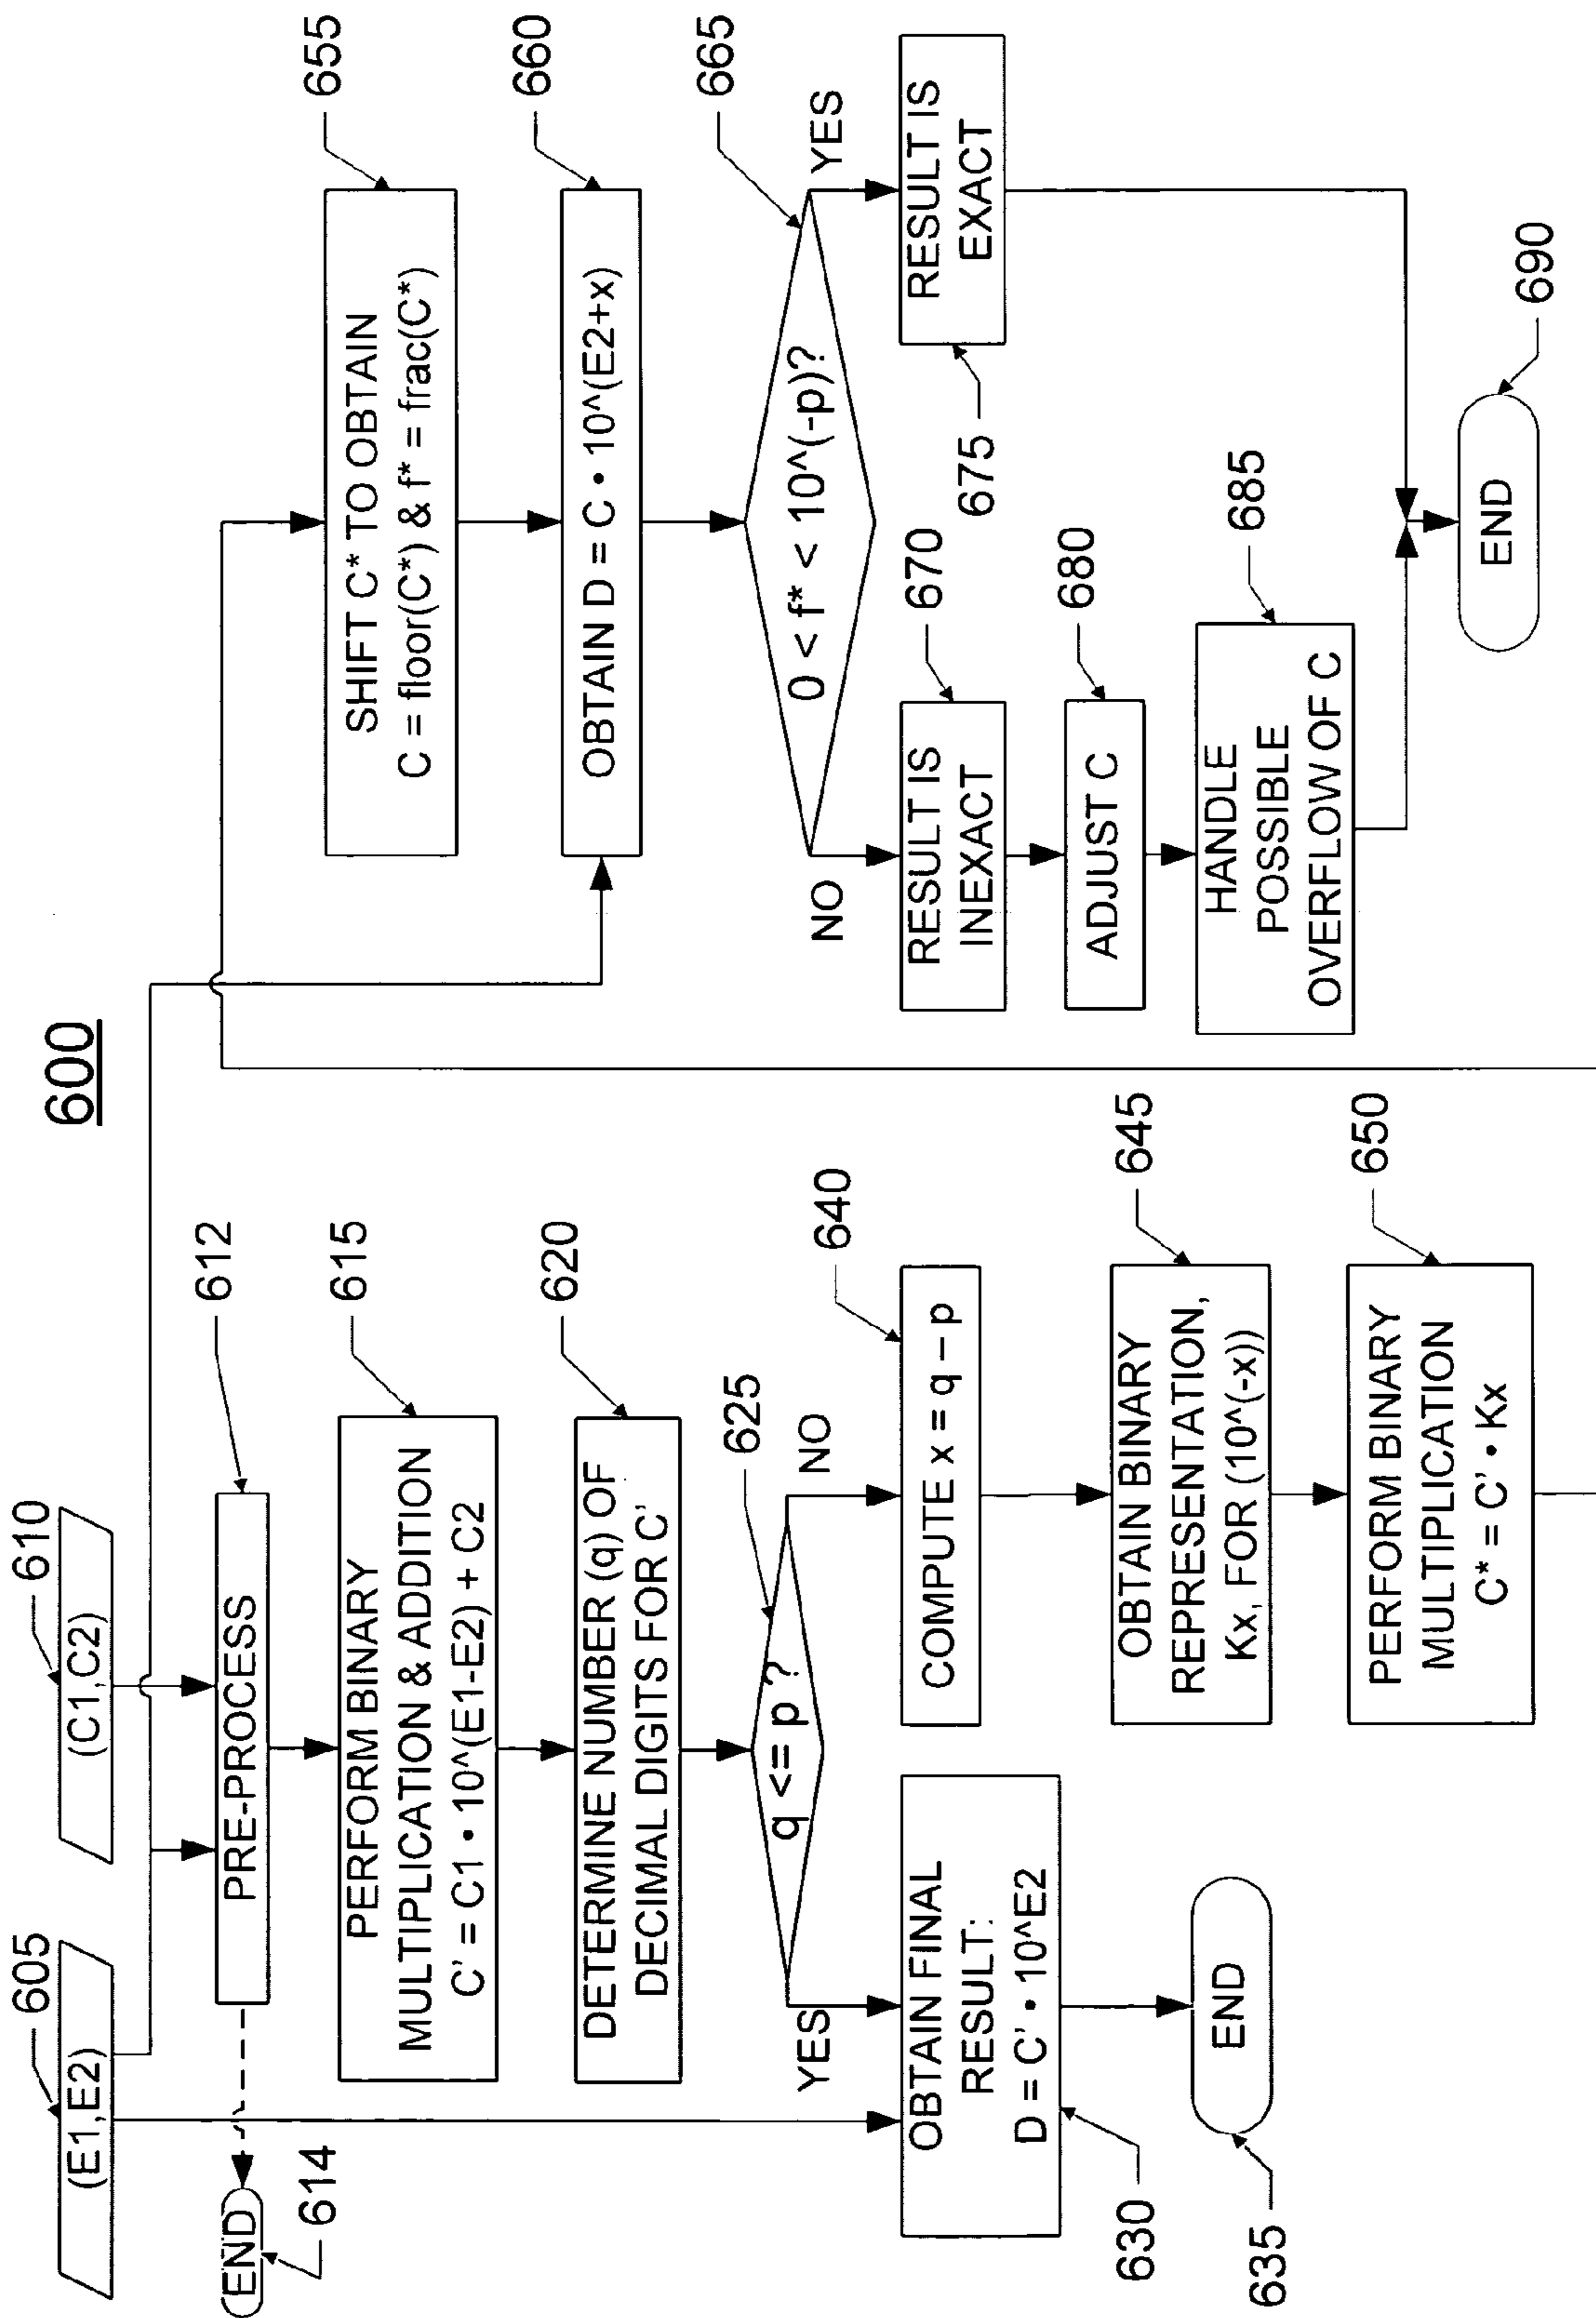 600
605
(E1,E2)
610
(C1,C2)
612
PRE-PROCESS
END
614
615
PERFORM BINARY
MULTIPLICATION & ADDITION
C' = C1 • 10^(E1-E2) + C2
620
DETERMINE NUMBER (q) OF
DECIMAL DIGITS FOR C'
625
q <= p ?
YES
NO
OBTAIN FINAL
RESULT:
D = C' • 10^E2
630
END
635
640
COMPUTE x = q – p
645
OBTAIN BINARY
REPRESENTATION,
Kx, FOR (10^(-x))
650
PERFORM BINARY
MULTIPLICATION
C* = C' • Kx
655
SHIFT C* TO OBTAIN
C = floor(C*) & f* = frac(C*)
660
OBTAIN D = C • 10^(E2+x)
665
0 < f* < 10^(-p)?
NO
YES
670
RESULT IS
INEXACT
RESULT IS
EXACT
675
680
ADJUST C
685
HANDLE
POSSIBLE
OVERFLOW OF C
690
END